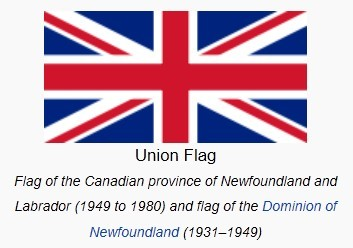 Union Flag
Flag of the Canadian province of Newfoundland and
Labrador (1949 to 1980) and flag of the Dominion of
Newfoundland (1931–1949)